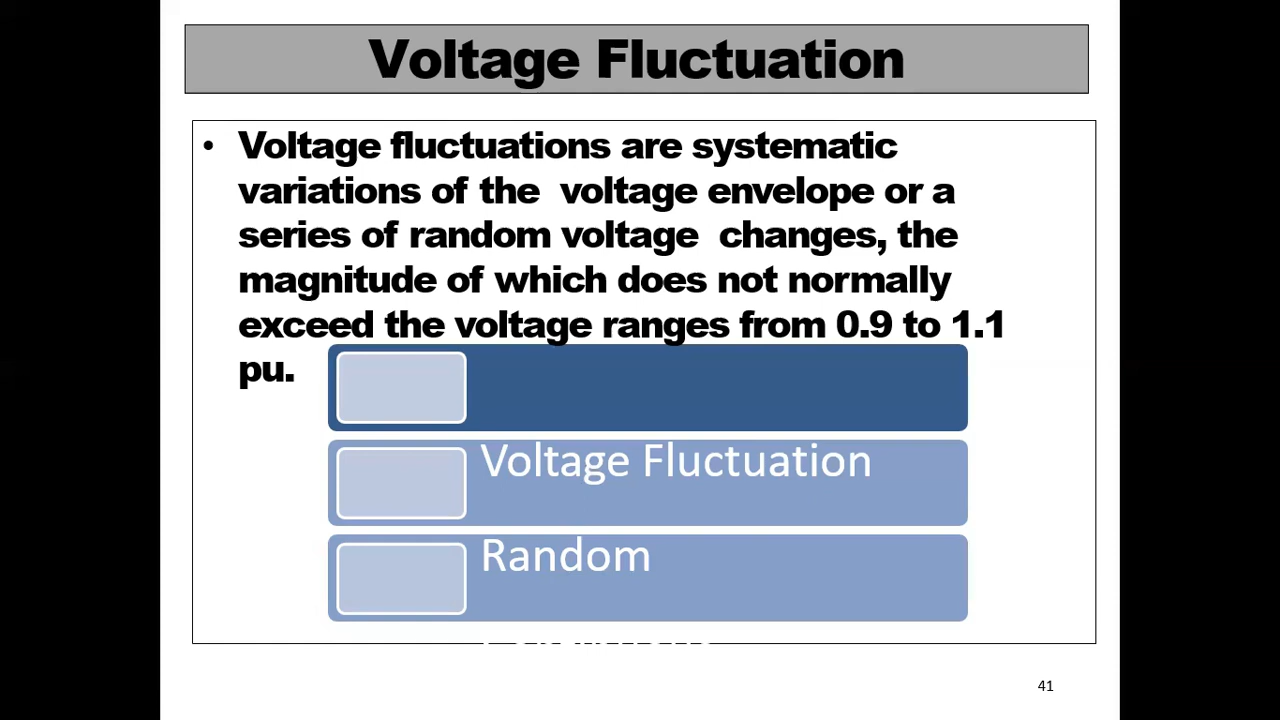 Voltage Fluctuation
• Voltage fluctuations are systematic
variations of the voltage envelope or a
series of random voltage changes, the
magnitude of which does not normally
exceed the voltage ranges from 0.9 to 1.1
pu.
Voltage Fluctuation
Random
41